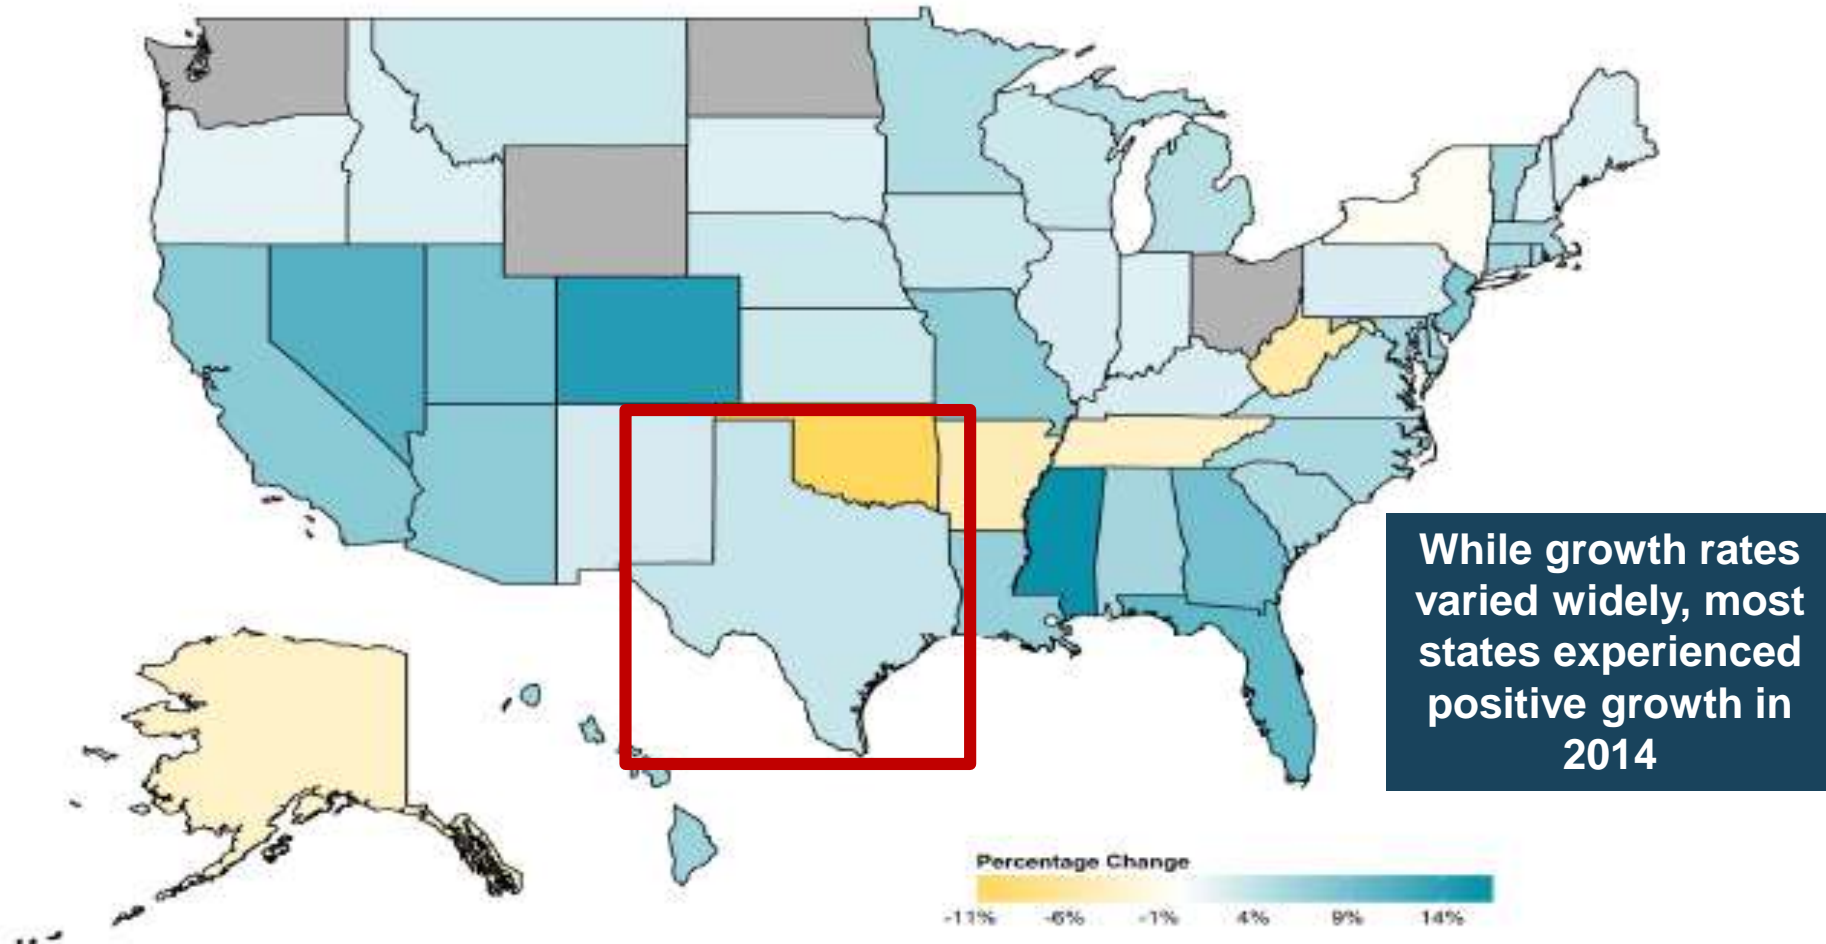 While growth rates
varied widely, most
states experienced
positive growth in
2014
Percentage Change
-11% -6% -1% 4% 9% 14%